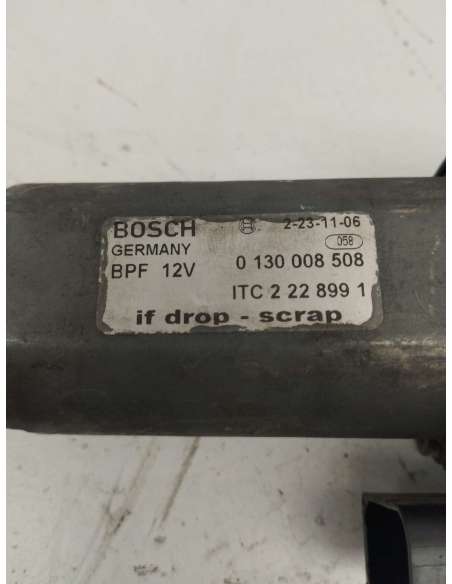 BOSCH 2-23-11-06
GERMANY 058
BPF 12V 0 130 008 508
ITC 2 22 899 1
if drop - scrap